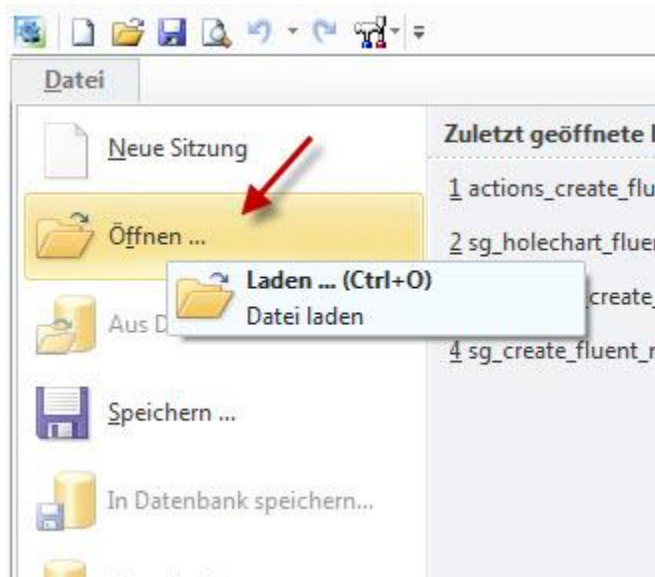 Datei
Neue Sitzung
Zuletzt geöffnete
1 actions_create_flu
Öffnen ...
2 sg_holechart_fluen
Laden ... (Ctrl+O)
Datei laden
create_
Aus D
4 sg_create_fluent_r
Speichern ...
In Datenbank speichern...